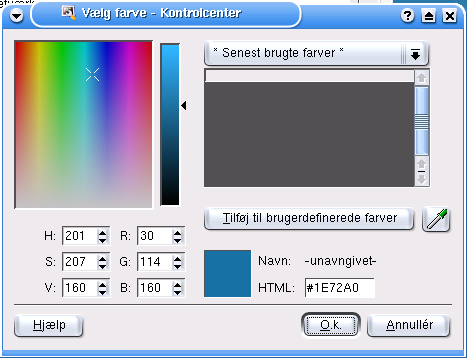 Vælg farve - Kontrolcenter
* Senest brugte farver *
Tilføj til brugerdefinerede farver
H: 201 R: 30
S: 207 G: 114
V: 160 B: 160
Navn: -unavngivet-
HTML: #1E72A0
Hjælp
O.k.
Annullér